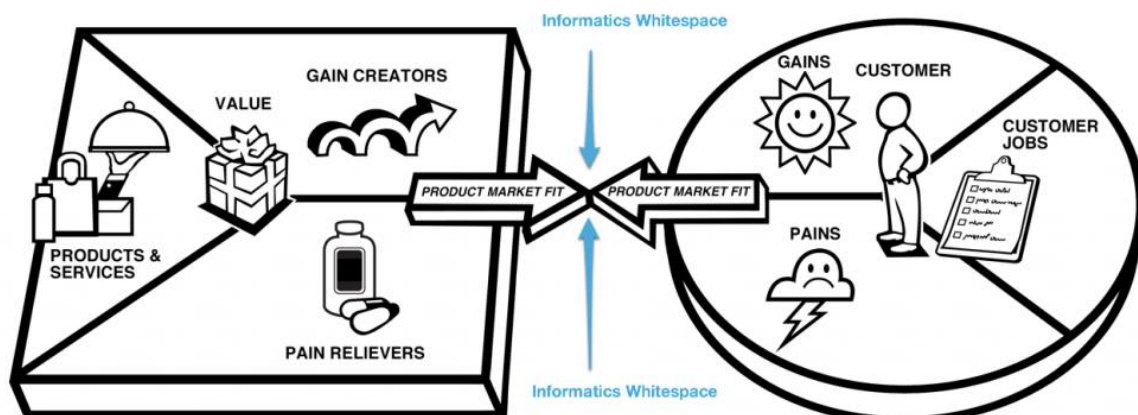 Informatics Whitespace
GAIN CREATORS
VALUE
PRODUCTS &
SERVICES
PAIN RELIEVERS
PRODUCT MARKET FIT
PRODUCT MARKET FIT
GAINS
CUSTOMER
CUSTOMER
JOBS
PAINS
Informatics Whitespace